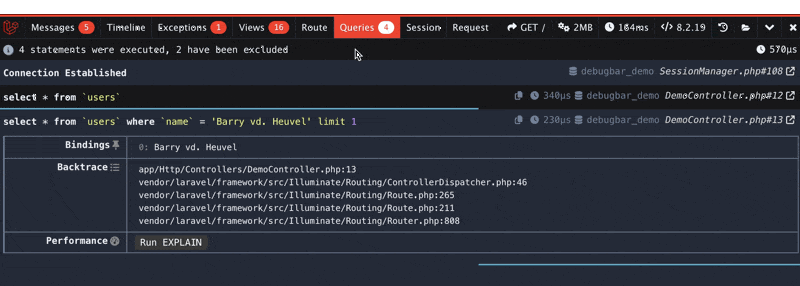 Messages 5 Timeline Exceptions 1 Views 16 Route Queries 4 Session Request GET / 2MB 164ms 8.2.19
4 statements were executed, 2 have been excluded 570μs
Connection Established debugbar_demo SessionManager.php#108
select * from `users` 340μs debugbar_demo DemoController.php#12
select * from `users` where `name` = 'Barry vd. Heuvel' limit 1 230μs debugbar_demo DemoController.php#13
Bindings 0: Barry vd. Heuvel
Backtrace app/Http/Controllers/DemoController.php:13
vendor/laravel/framework/src/Illuminate/Routing/ControllerDispatcher.php:46
vendor/laravel/framework/src/Illuminate/Routing/Route.php:265
vendor/laravel/framework/src/Illuminate/Routing/Route.php:211
vendor/laravel/framework/src/Illuminate/Routing/Router.php:808
Performance Run EXPLAIN